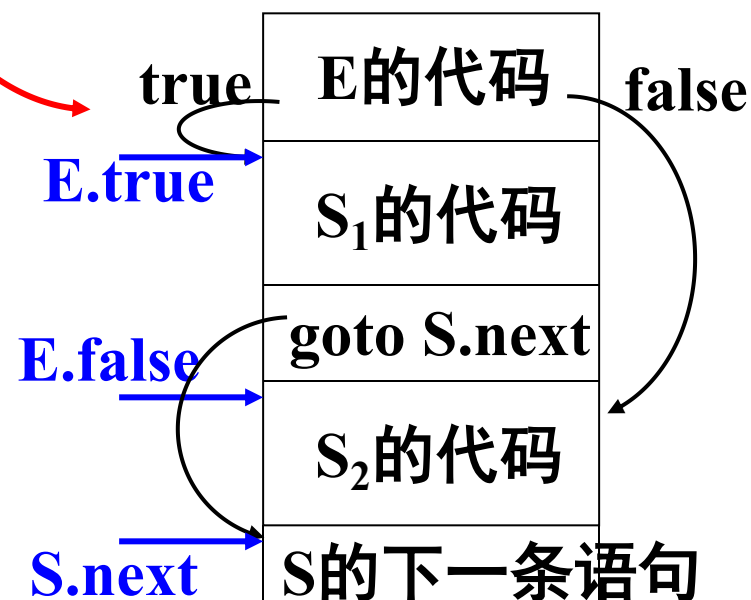 true
E的代码
false
E.true
S₁的代码
goto S.next
E.false
S₂的代码
S.next
S的下一条语句